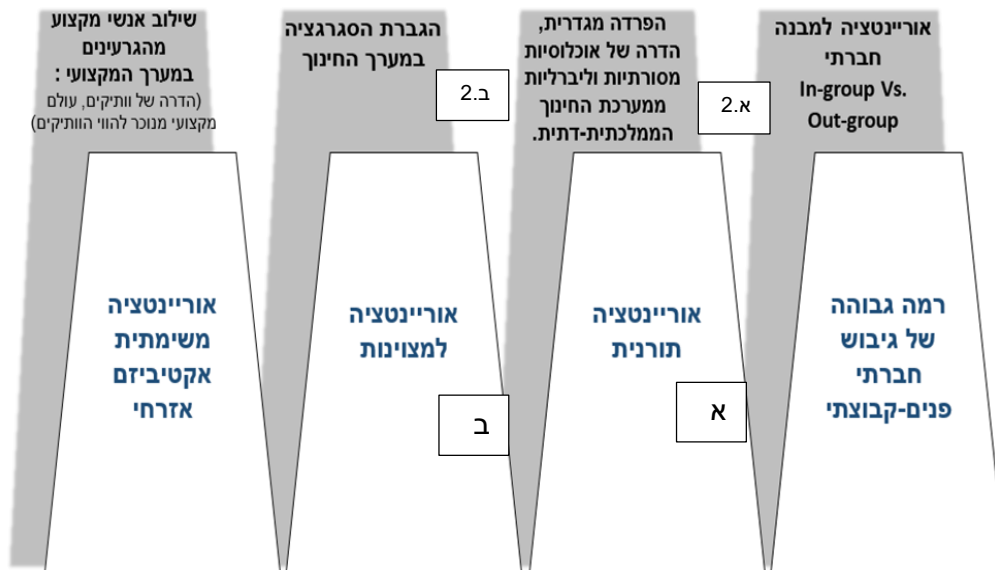 אוריינטציה למבנה
חברתי
In-group Vs.
Out-group
א.2
הפרדה מגדרית,
הדרה של אוכלוסיות
מסורתיות וליברליות
ממערכת החינוך
הממלכתית-דתית.
ב.2
הגברת הסגרגציה
במערך החינוך
שילוב אנשי מקצוע
מהגרעינים
במערך המקצועי :
(הדרה של וותיקים, עולם
מקצועי מנוכר להווי הוותיקים)
רמה גבוהה
של גיבוש
חברתי
פנים-קבוצתי
א
אוריינטציה
תורנית
ב
אוריינטציה
למצוינות
אוריינטציה
משימתית
אקטיביזם
אזרחי